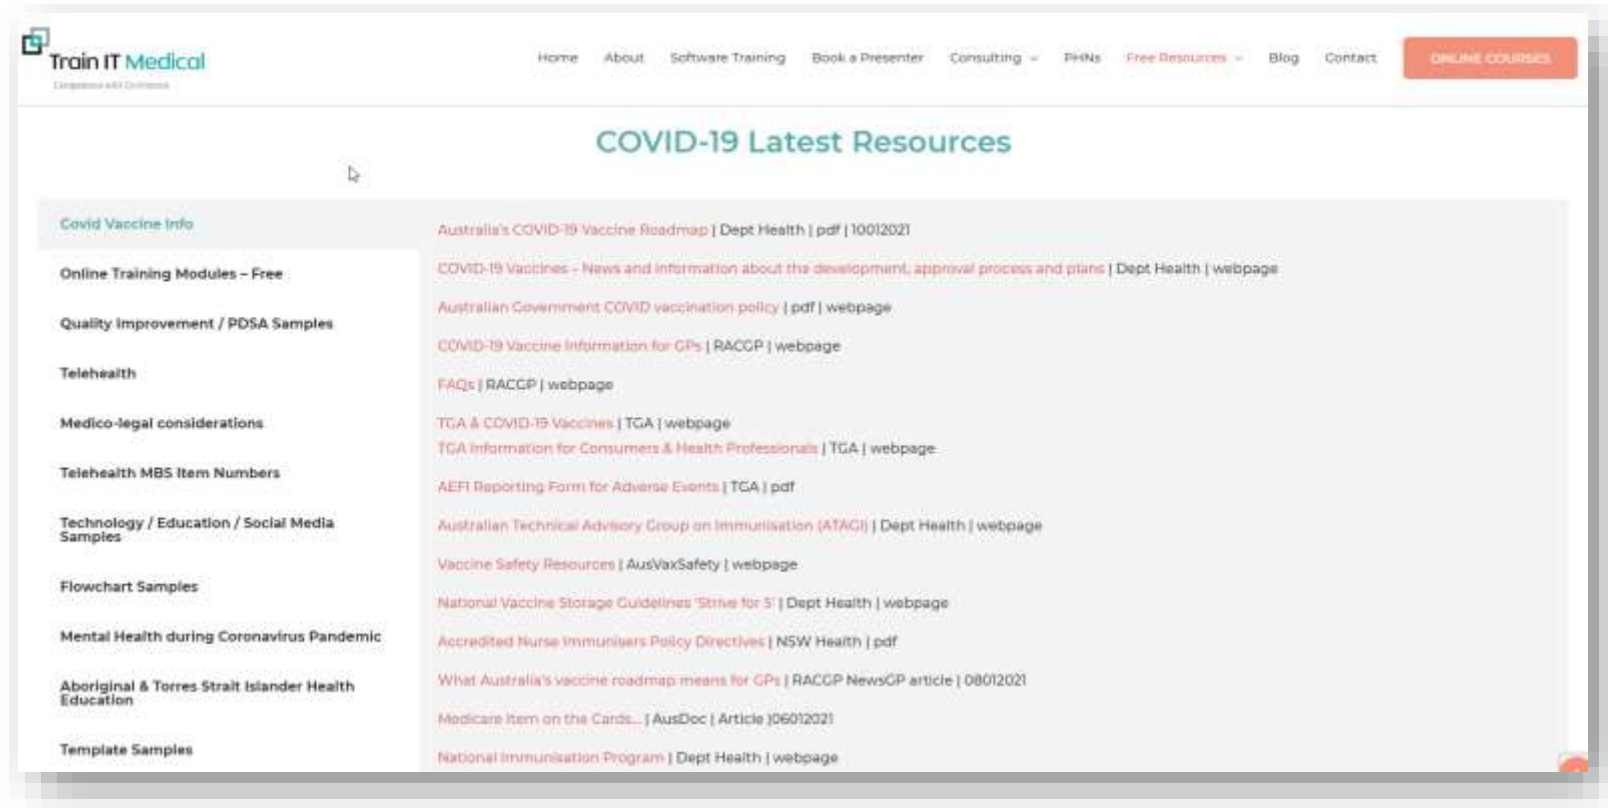 Train IT Medical
Competence with Confidence
Home About Software Training Book a Presenter Consulting PHNs Free Resources Blog Contact ONLINE COURSES
COVID-19 Latest Resources
Covid Vaccine Info
Online Training Modules – Free
Quality Improvement / PDSA Samples
Telehealth
Medico-legal considerations
Telehealth MBS Item Numbers
Technology / Education / Social Media
Samples
Flowchart Samples
Mental Health during Coronavirus Pandemic
Aboriginal & Torres Strait Islander Health
Education
Template Samples
Australia's COVID-19 Vaccine Roadmap | Dept Health | pdf | 10012021
COVID-19 Vaccines – News and information about the development, approval process and plans | Dept Health | webpage
Australian Government COVID vaccination policy | pdf | webpage
COVID-19 Vaccine Information for GPs | RACGP | webpage
FAQs | RACGP | webpage
TGA & COVID-19 Vaccines | TGA | webpage
TGA Information for Consumers & Health Professionals | TGA | webpage
AEFI Reporting Form for Adverse Events | TGA | pdf
Australian Technical Advisory Group on Immunisation (ATAGI) | Dept Health | webpage
Vaccine Safety Resources | AusVaxSafety | webpage
National Vaccine Storage Guidelines 'Strive for 5' | Dept Health | webpage
Accredited Nurse Immunisers Policy Directives | NSW Health | pdf
What Australia's vaccine roadmap means for GPs | RACGP NewsGP article | 08012021
Medicare Item on the Cards... | AusDoc | Article |06012021
National Immunisation Program | Dept Health | webpage